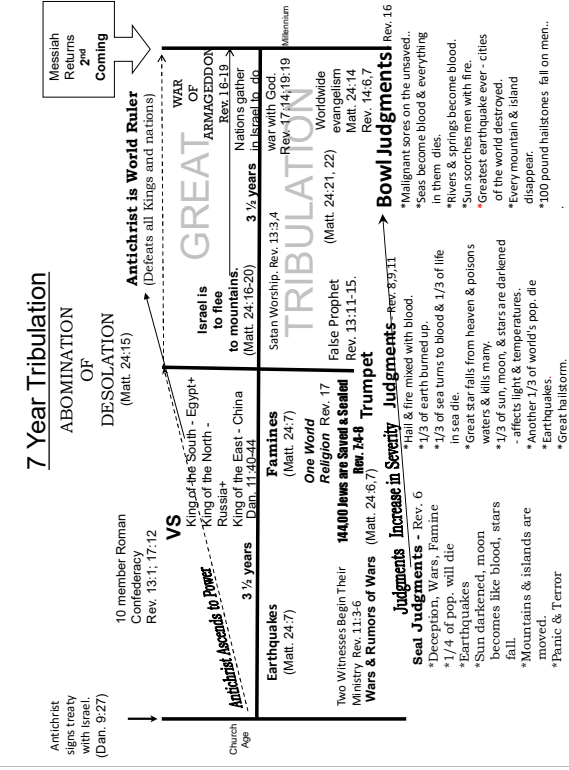 7 Year Tribulation
Antichrist
signs treaty
with Israel.
(Dan. 9:27)
10 member Roman
Confederacy
Rev. 13:1; 17:12
ABOMINATION
OF
DESOLATION
(Matt. 24:15)
Antichrist is World Ruler
(Defeats all Kings and nations)
Messiah
Returns
2nd
Coming
VS
King of the South - Egypt+
King of the North -
Russia+
King of the East - China
Dan. 11:40-44
Antichrist Ascends to Power
3 ½ years
Israel is
to flee
to mountains.
(Matt. 24:16-20)
GREAT
WAR
OF
ARMAGEDDON
Rev. 16-19
Nations gather
in Israel to do
war with God.
Rev. 17:14;19:19
3 ½ years
Church
Age
Millennium
Earthquakes
(Matt. 24:7)
Famines
(Matt. 24:7)
One World
Religion Rev. 17
Satan Worship. Rev. 13:3,4
TRIBULATION
(Matt. 24:21, 22)
Worldwide
evangelism
Matt. 24:14
Rev. 14:6,7
Two Witnesses Begin Their
Ministry Rev. 11:3-6
144,00 Jews are Saved & Sealed
Rev. 7:4-8
Wars & Rumors of Wars (Matt. 24:6,7)
False Prophet
Rev. 13:11-15.
Judgments Increase in Severity
Seal Judgments - Rev. 6
*Deception, Wars, Famine
*1/4 of pop. will die
*Earthquakes
*Sun darkened, moon
becomes like blood, stars
fall.
*Mountains & islands are
moved.
*Panic & Terror
Trumpet
Judgments - Rev. 8,9,11
*Hail & fire mixed with blood.
*1/3 of earth burned up.
*1/3 of sea turns to blood & 1/3 of life
in sea die.
*Great star falls from heaven & poisons
waters & kills many.
*1/3 of sun, moon, & stars are darkened
- affects light & temperatures.
*Another 1/3 of world's pop. die
*Earthquakes.
*Great hailstorm.
Bowl Judgments- Rev. 16
*Malignant sores on the unsaved..
*Seas become blood & everything
in them dies.
*Rivers & springs become blood.
*Sun scorches men with fire.
*Greatest earthquake ever - cities
of the world destroyed.
*Every mountain & island
disappear.
*100 pound hailstones fall on men..
.